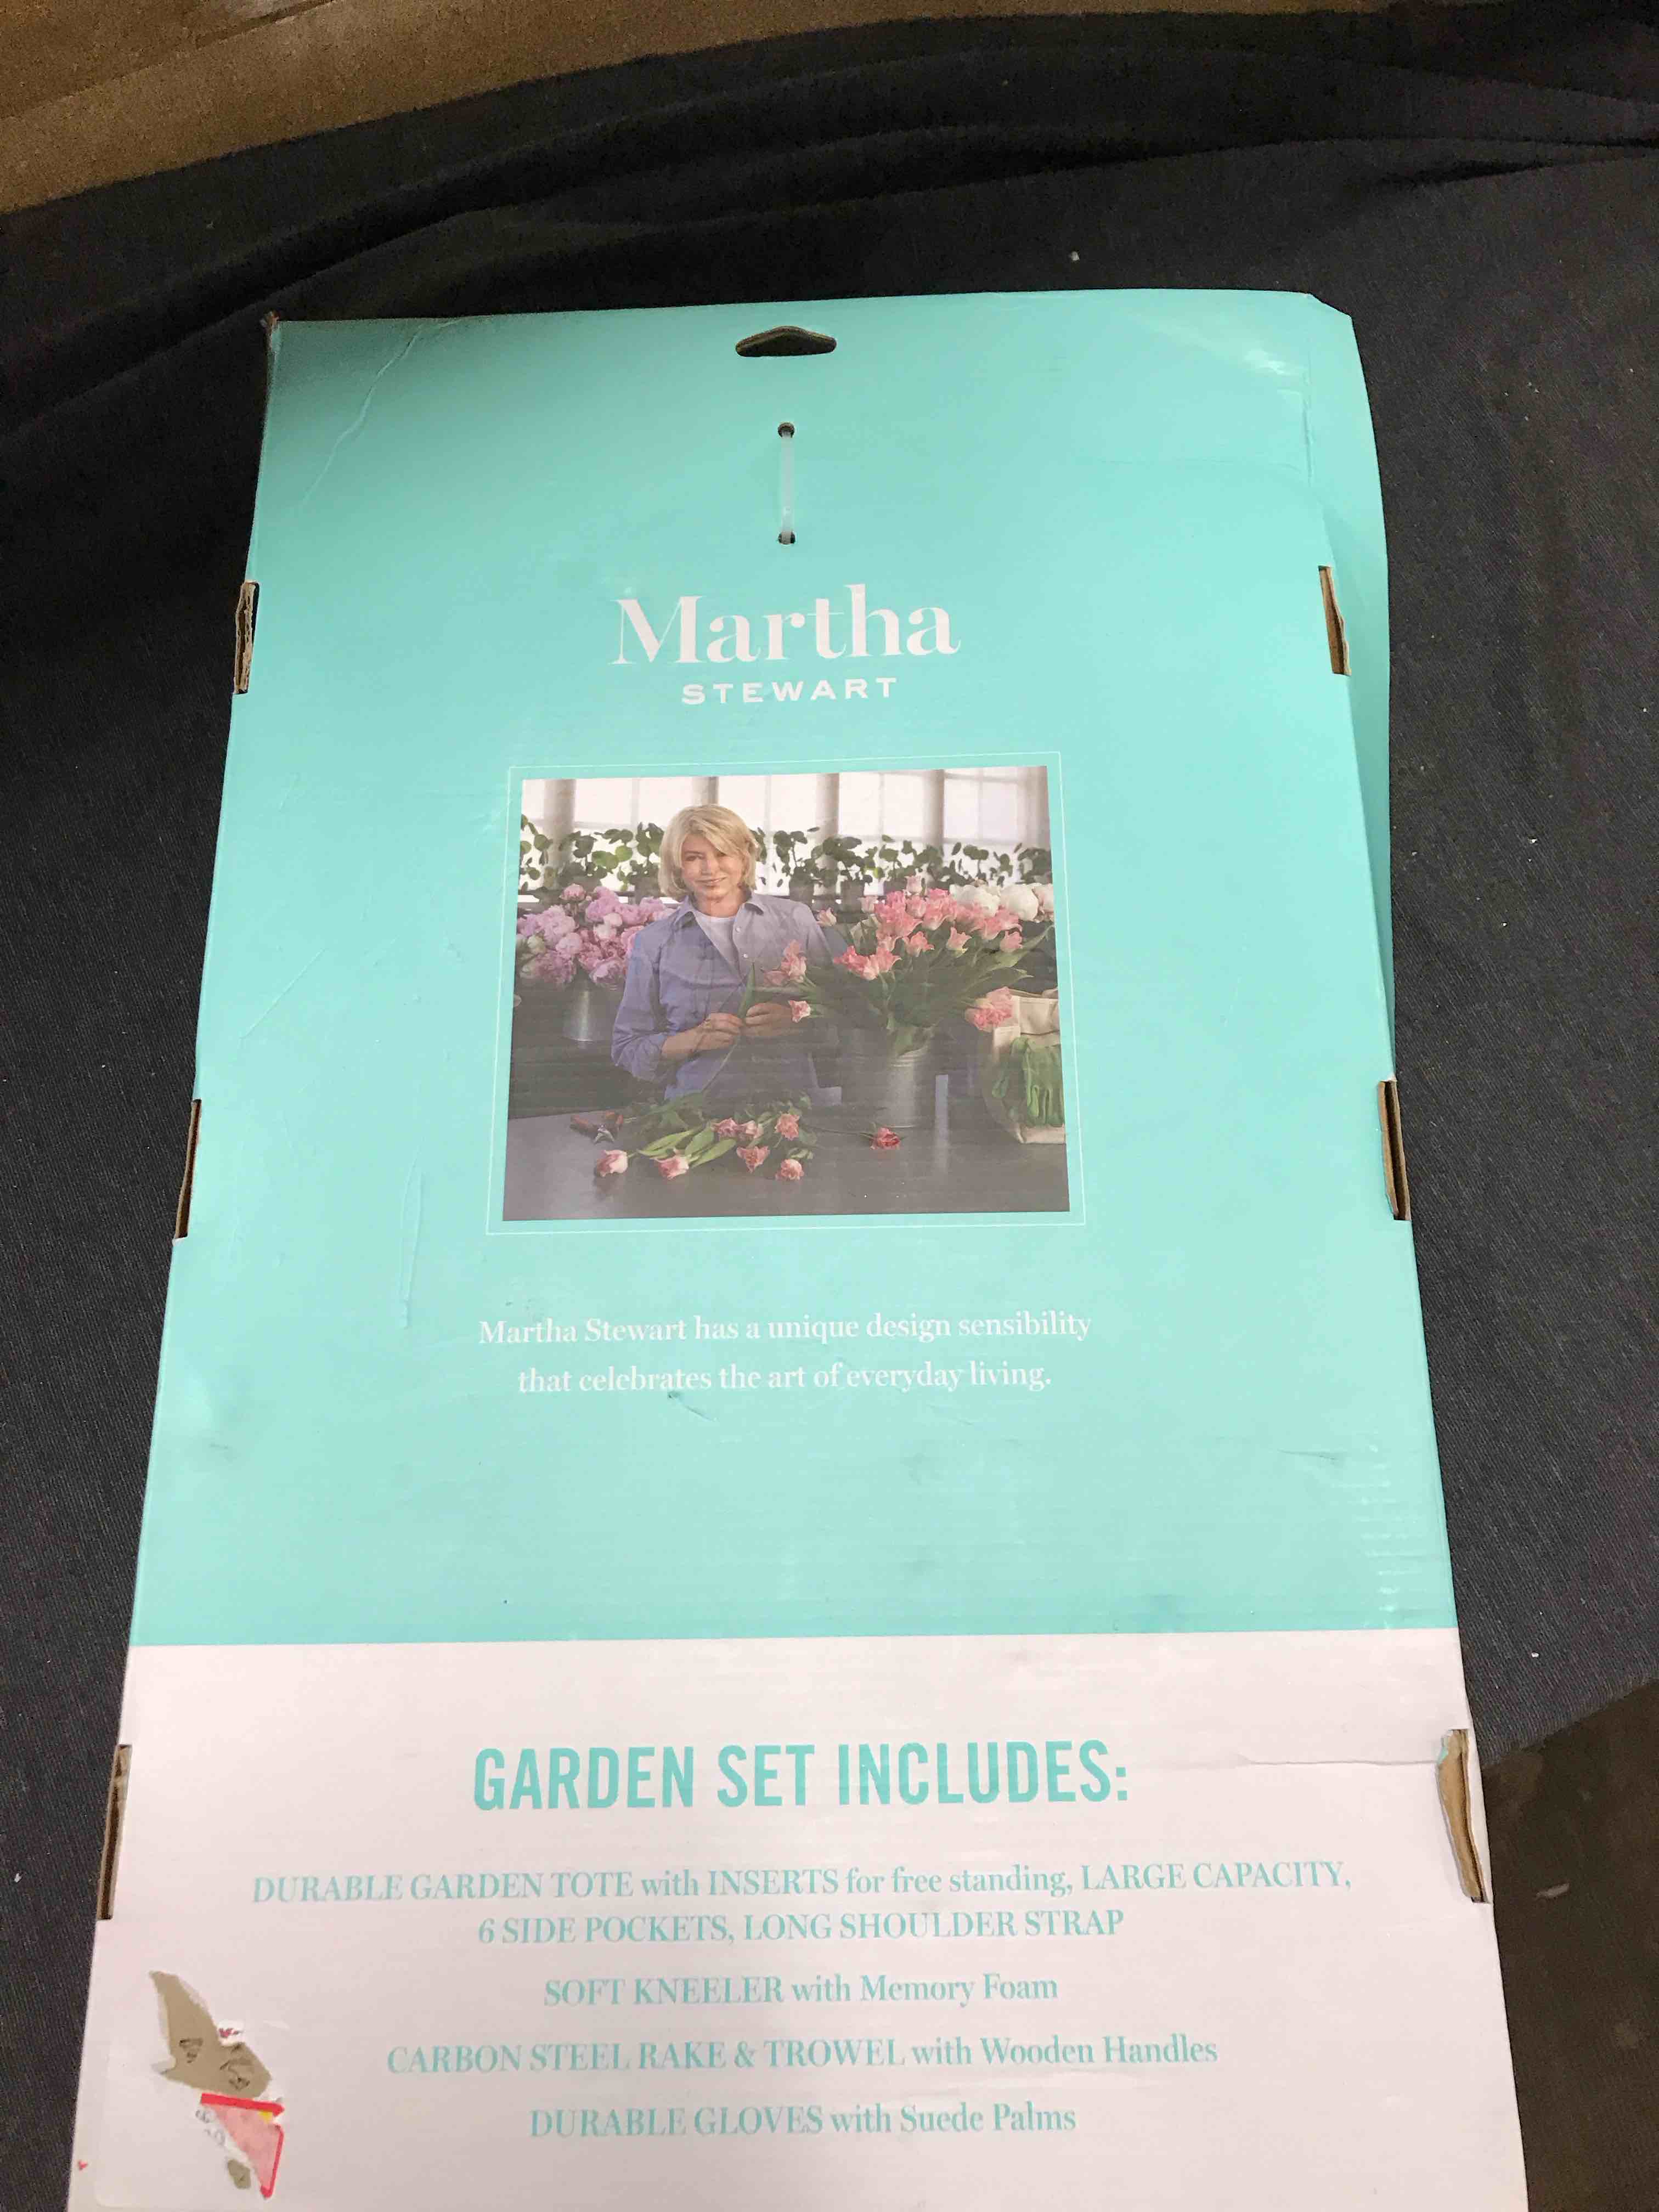 Martha
STEWART
Martha Stewart has a unique design sensibility
that celebrates the art of everyday living.
GARDEN SET INCLUDES:
DURABLE GARDEN TOTE with INSERTS for free standing, LARGE CAPACITY,
6 SIDE POCKETS, LONG SHOULDER STRAP
SOFT KNEELER with Memory Foam
CARBON STEEL RAKE & TROWEL with Wooden Handles
DURABLE GLOVES with Suede Palms